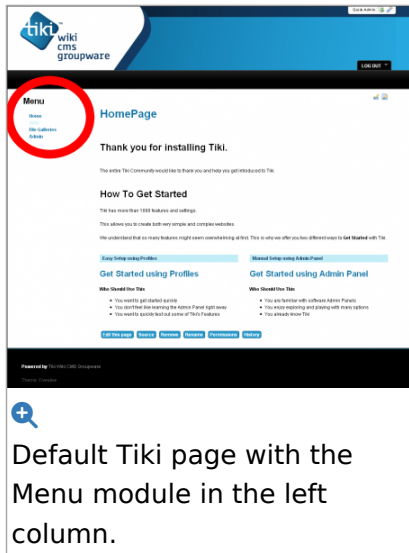 Quick Admin
tiki wiki
cms
groupware
LOG OUT
Menu
Home
File Galleries
Admin
HomePage
Thank you for installing Tiki.
The entire Tiki Community would like to thank you and help you get introduced to Tiki.
How To Get Started
Tiki has more than 1000 features and settings.
This allows you to create both very simple and complex websites.
We understand that so many features might seem overwhelming at first. This is why we offer you two different ways to Get Started with Tiki.
Easy Setup using Profiles
Manual Setup using Admin Panel
Get Started using Profiles
Get Started using Admin Panel
Who Should Use This
Who Should Use This
You want to get started quickly
You don't feel like learning the Admin Panel right away
You want to quickly test out some of Tiki's Features
You are familiar with software Admin Panels
You enjoy exploring and playing with many options
You already know Tiki
Edit this page Source Remove Rename Permissions History
Powered by Tiki Wiki CMS Groupware
Default Tiki page with the
Menu module in the left
column.